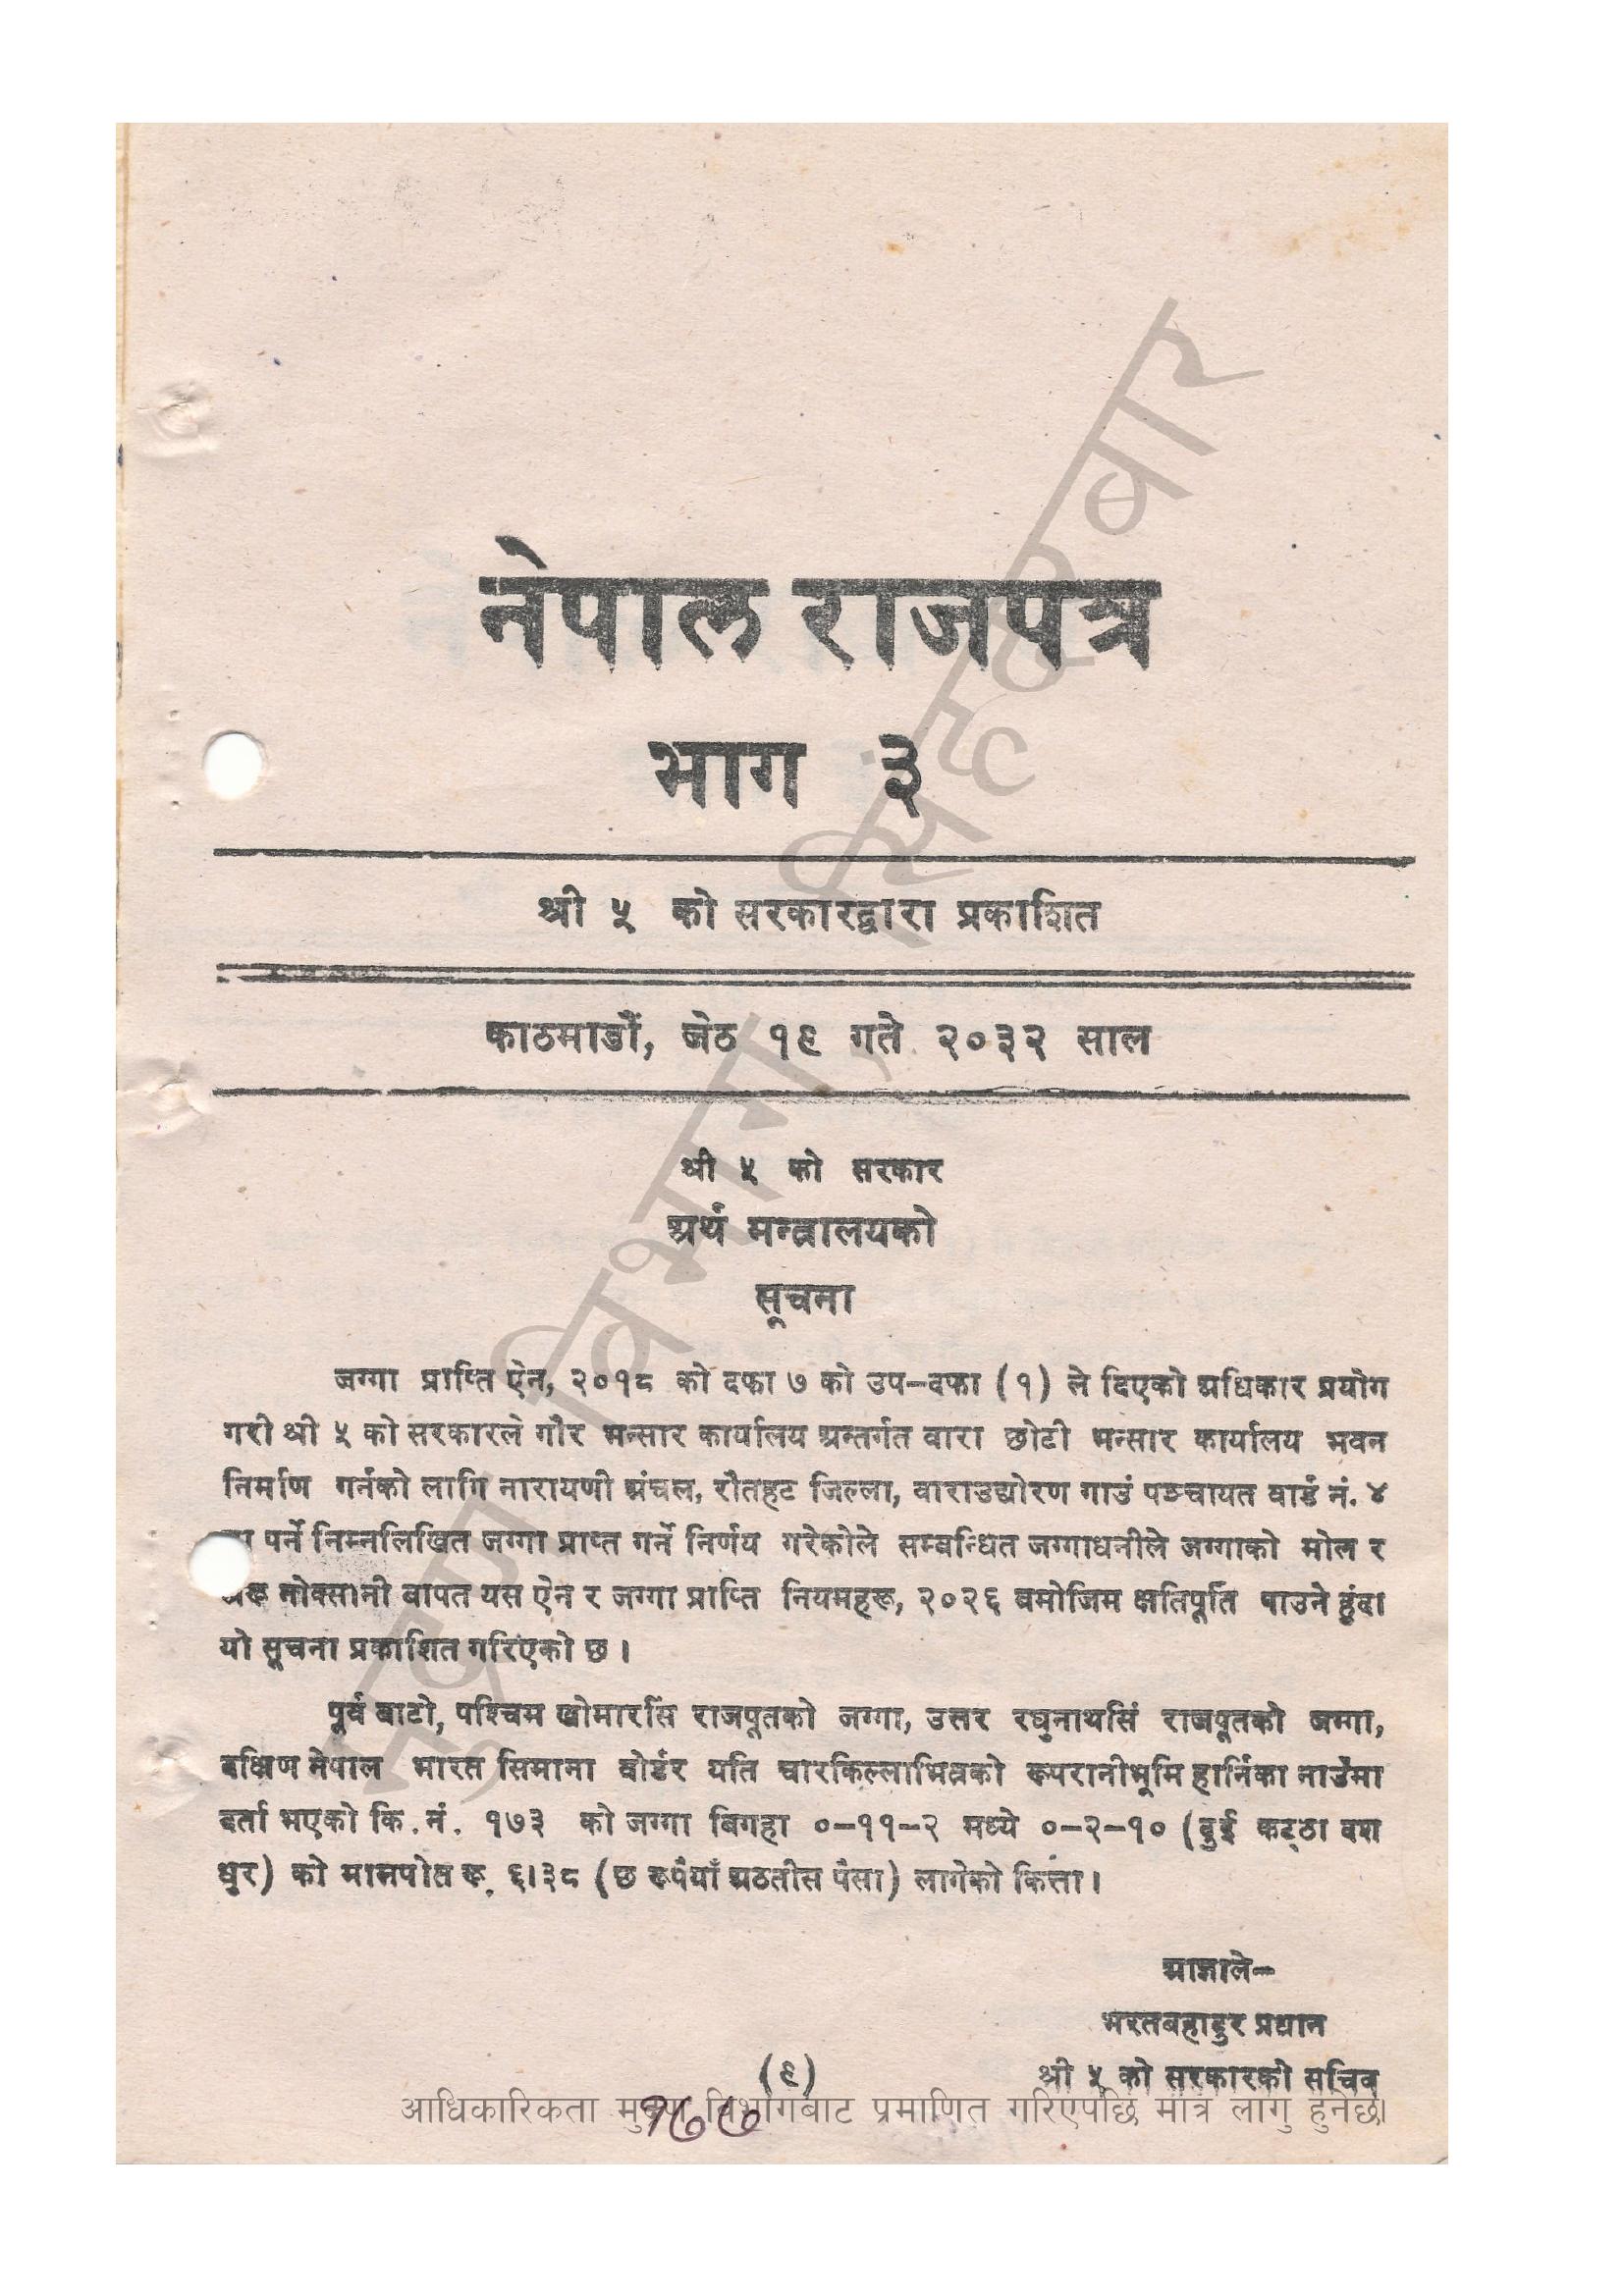 नेपाल राजपत्र
भाग ३
श्री ५ को सरकारद्वारा प्रकाशित
काठमाडौं, जेठ १९ गते २०३२ साल
श्री ५ को सरकार
अर्थ मन्त्रालयको
सूचना
जग्गा प्राप्ति ऐन, २०१८ को दफा ७ को उप-दफा (१) ले दिएको अधिकार प्रयोग
गरी श्री ५ को सरकारले गौर भन्सार कार्यालय अन्तर्गत वारा छोटी भन्सार कार्यालय भवन
निर्माण गर्नको लागि नारायणी अंचल, रौतहट जिल्ला, वाराउद्योरण गाउं पञ्चायत वार्ड नं. ४
पर्ने निम्नलिखित जग्गा प्राप्त गर्ने निर्णय गरेकोले सम्बन्धित जग्गाधनीले जग्गाको मोल र
नोक्सानी वापत यस ऐन र जग्गा प्राप्ति नियमहरू, २०२६ बमोजिम क्षतिपूर्ति पाउने हुंदा
यो सूचना प्रकाशित गरिएको छ ।
पूर्व बाटो, पश्चिम खोमारसिं राजपूतको जग्गा, उत्तर रघुनाथसिं राजपूतको जग्गा,
दक्षिण नेपाल भारत सिमाना बोर्डर यति चारकिल्लाभित्रको रूपरानीभूमि हार्निका नाउँमा
दर्ता भएको कि. नं. १७३ को जग्गा बिगहा ०-११-२ मध्ये ०-२-१० (दुई कट्ठा दश
धुर) को मालपोत रू. ६।३८ (छ रूपैयाँ अठतीस पैसा) लागेको कित्ता ।
आज्ञाले-
भरतबहादुर प्रधान
(९)
श्री ५ को सरकारको सचिव
आधिकारिकता मुद्रण विभागबाट प्रमाणित गरिएपछि मात्र लागु हुनेछ।
१७७
मुद्रण विभाग, सिंहदरबार